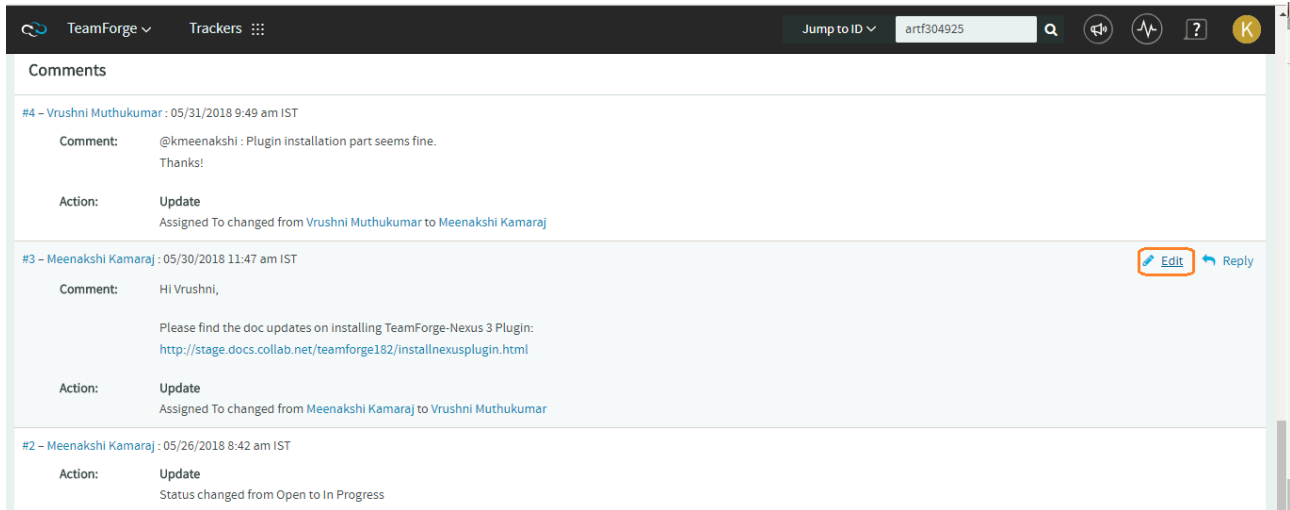 TeamForge Trackers Jump to ID artf304925 ? K
Comments
#4 – Vrushni Muthukumar : 05/31/2018 9:49 am IST
Comment: @kmeenakshi : Plugin installation part seems fine.
Thanks!
Action: Update
Assigned To changed from Vrushni Muthukumar to Meenakshi Kamaraj
#3 – Meenakshi Kamaraj : 05/30/2018 11:47 am IST Edit Reply
Comment: Hi Vrushni,
Please find the doc updates on installing TeamForge-Nexus 3 Plugin:
http://stage.docs.collab.net/teamforge182/installnexusplugin.html
Action: Update
Assigned To changed from Meenakshi Kamaraj to Vrushni Muthukumar
#2 – Meenakshi Kamaraj : 05/26/2018 8:42 am IST
Action: Update
Status changed from Open to In Progress